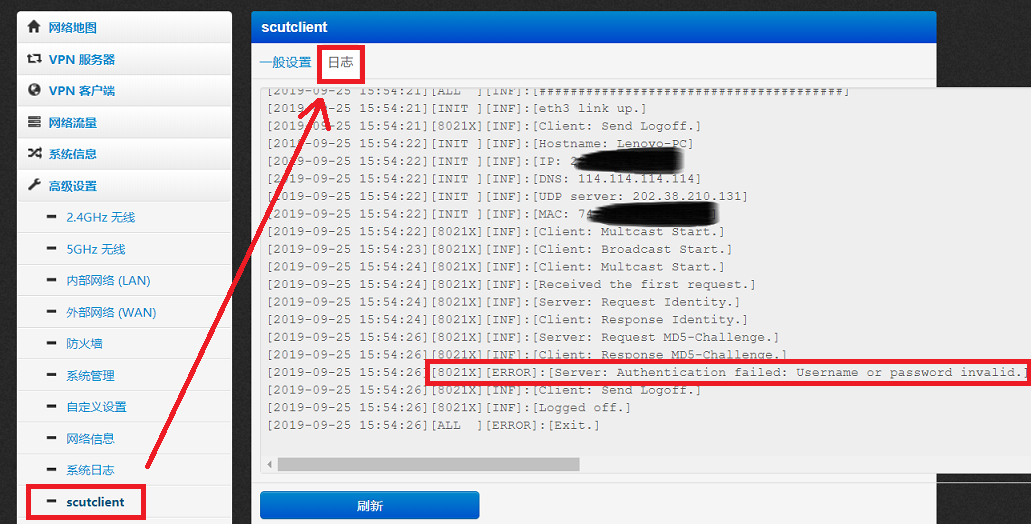 网络地图
VPN 服务器
VPN 客户端
网络流量
系统信息
高级设置
2.4GHz 无线
5GHz 无线
内部网络 (LAN)
外部网络 (WAN)
防火墙
系统管理
自定义设置
网络信息
系统日志
scutclient
scutclient
一般设置
日志
[2019-09-25 15:54:21][ALL ][INF]:[######################################]
[2019-09-25 15:54:21][INIT ][INF]:[eth3 link up.]
[2019-09-25 15:54:21][8021X][INF]:[Client: Send Logoff.]
[2019-09-25 15:54:22][INIT ][INF]:[Hostname: Lenovo-PC]
[2019-09-25 15:54:22][INIT ][INF]:[IP: 2
[2019-09-25 15:54:22][INIT ][INF]:[DNS: 114.114.114.114]
[2019-09-25 15:54:22][INIT ][INF]:[UDP server: 202.38.210.131]
[2019-09-25 15:54:22][INIT ][INF]:[MAC: 7
[2019-09-25 15:54:22][8021X][INF]:[Client: Multcast Start.]
[2019-09-25 15:54:23][8021X][INF]:[Client: Broadcast Start.]
[2019-09-25 15:54:24][8021X][INF]:[Client: Multcast Start.]
[2019-09-25 15:54:24][8021X][INF]:[Received the first request.]
[2019-09-25 15:54:24][8021X][INF]:[Server: Request Identity.]
[2019-09-25 15:54:24][8021X][INF]:[Client: Response Identity.]
[2019-09-25 15:54:26][8021X][INF]:[Server: Request MD5-Challenge.]
[2019-09-25 15:54:26][8021X][INF]:[Client: Response MD5-Challenge.]
[2019-09-25 15:54:26][8021X][ERROR]:[Server: Authentication failed: Username or password invalid.]
[2019-09-25 15:54:26][8021X][INF]:[Client: Send Logoff.]
[2019-09-25 15:54:26][8021X][INF]:[Logged off.]
[2019-09-25 15:54:26][ALL ][ERROR]:[Exit.]
刷新